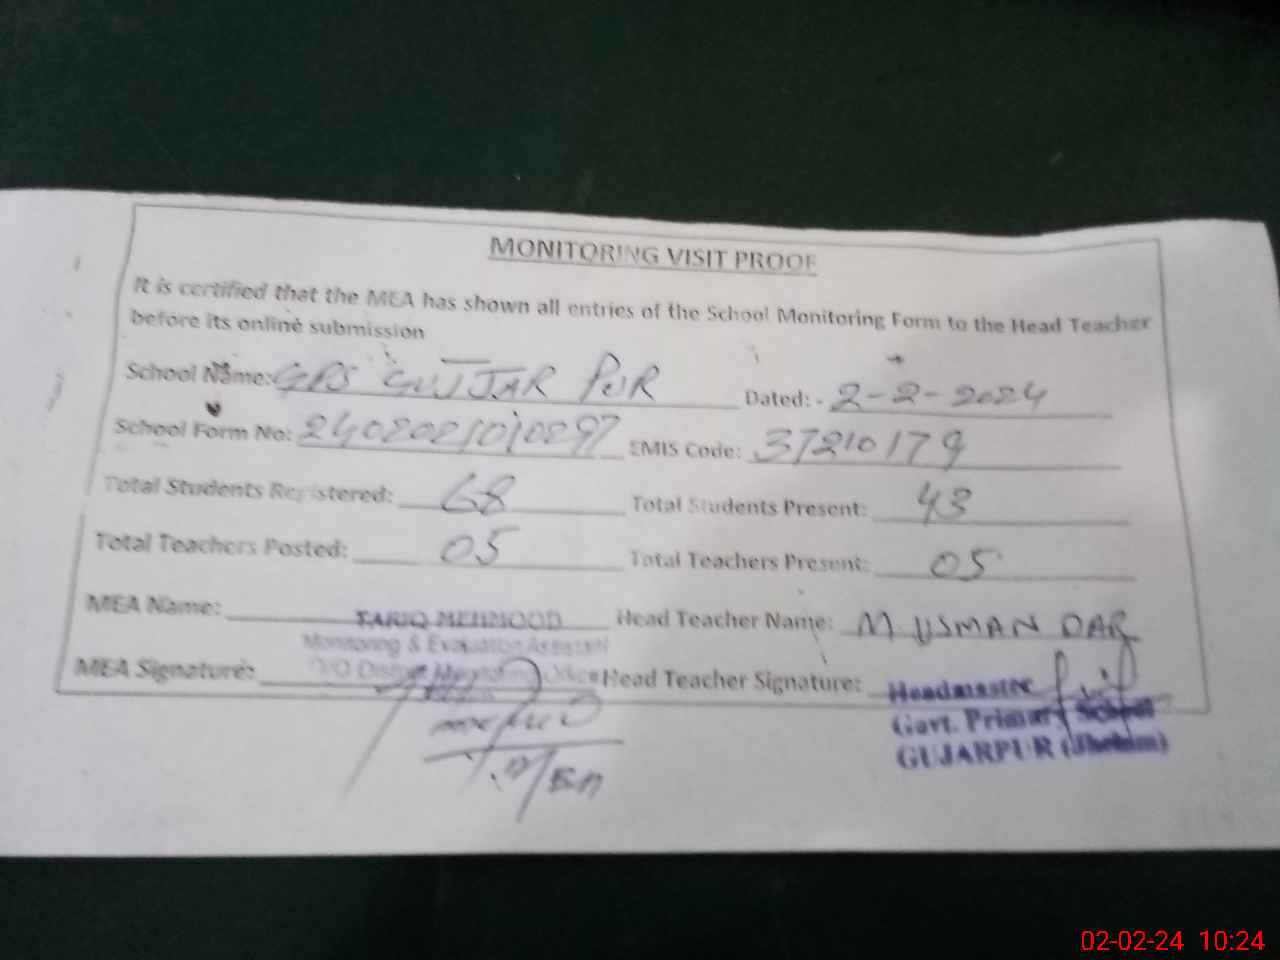 MONITORING VISIT PROOF
It is certified that the MEA has shown all entries of the School Monitoring Form to the Head Teacher
before its online submission
School Name: GPS GUJJAR PUR Dated: - 2-2-2024
School Form No: 2402021010297 EMIS Code: 37210179
Total Students Registered: 68 Total Students Present: 43
Total Teachers Posted: 05 Total Teachers Present: 05
MEA Name: TARIQ MEHMOOD Head Teacher Name: M USMAN DAR
Monitoring & Evaluation Assistant
O/O District Monitoring Office
MEA Signature: Head Teacher Signature:
Headmaster
Govt. Primary School
GUJARPUR (Jhelum)
02-02-24 10:24